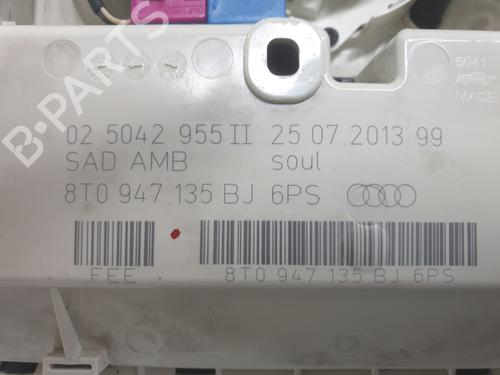 5041
MADE
02 5042 955 II 25.07.2013 99
SAD AMB soul
8T0.947.135.BJ 6PS
FEE
8T0 947 135 BJ 6PS
B-PARTS